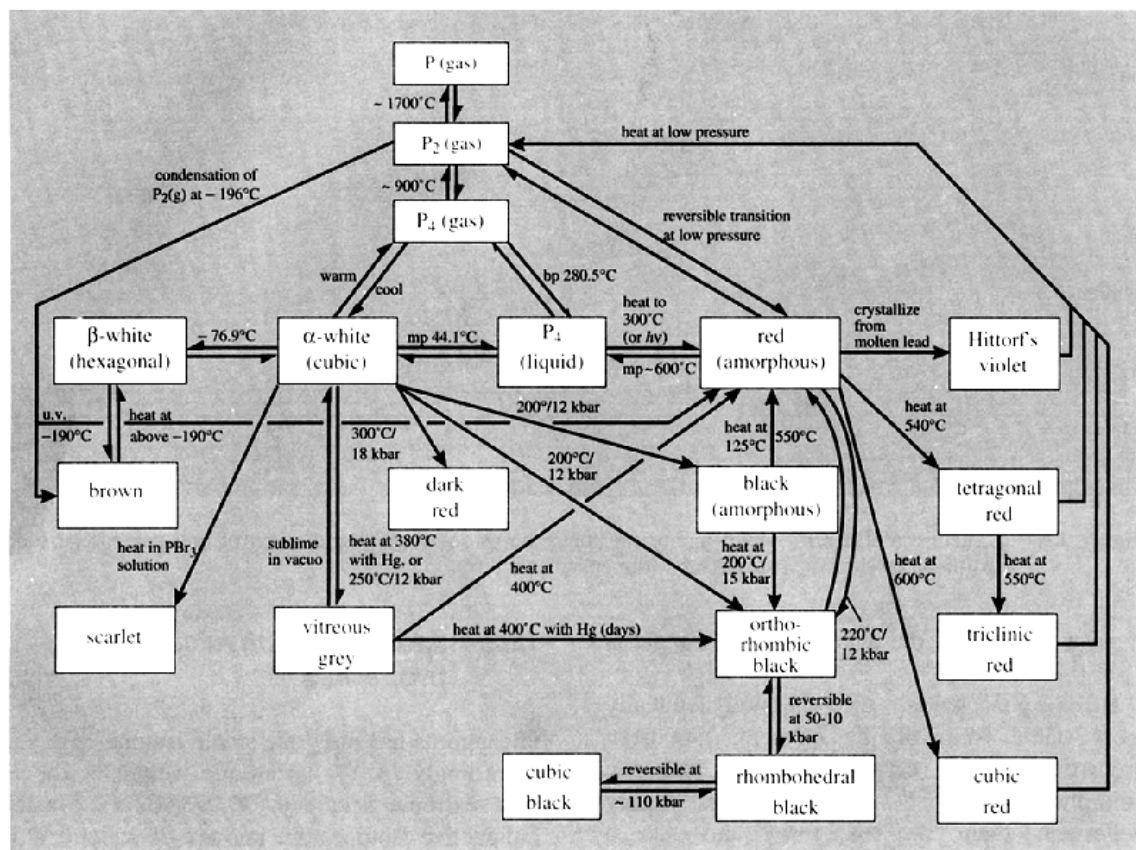 P (gas)
~ 1700°C
P2 (gas)
heat at low pressure
condensation of
P2(g) at – 196°C
~ 900°C
P4 (gas)
reversible transition
at low pressure
warm
cool
bp 280.5°C
β-white
(hexagonal)
– 76.9°C
α-white
(cubic)
mp 44.1°C
P4
(liquid)
heat to
300°C
(or hv)
mp ~600°C
red
(amorphous)
crystallize
from
molten lead
Hittorf's
violet
u.v.
–190°C
heat at
above –190°C
300°C/
18 kbar
200°/12 kbar
200°C/
12 kbar
heat at
125°C
550°C
heat at
540°C
brown
dark
red
black
(amorphous)
tetragonal
red
heat in PBr3
solution
sublime
in vacuo
heat at 380°C
with Hg, or
250°C/12 kbar
heat at
400°C
heat at
200°C/
15 kbar
heat at
600°C
heat at
550°C
scarlet
vitreous
grey
heat at 400°C with Hg (days)
ortho-
rhombic
black
220°C/
12 kbar
triclinic
red
reversible
at 50-10
kbar
cubic
black
reversible at
~ 110 kbar
rhombohedral
black
cubic
red